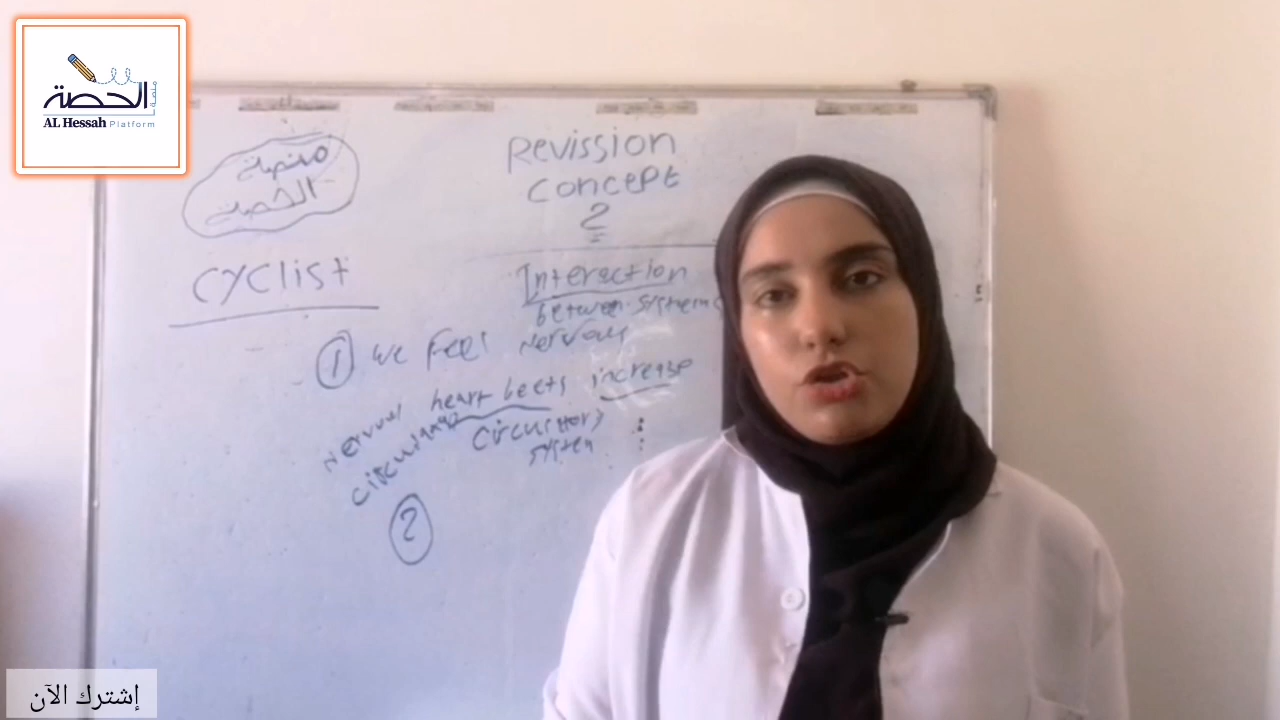 الحصة
منصة
AL Hessah Platform
منصة
الحصة
Revission
concept
2
cyclist
Interaction
between systems
① we feel nervous
heart beets increase
nervous
circulatory
system
②
إشترك الآن